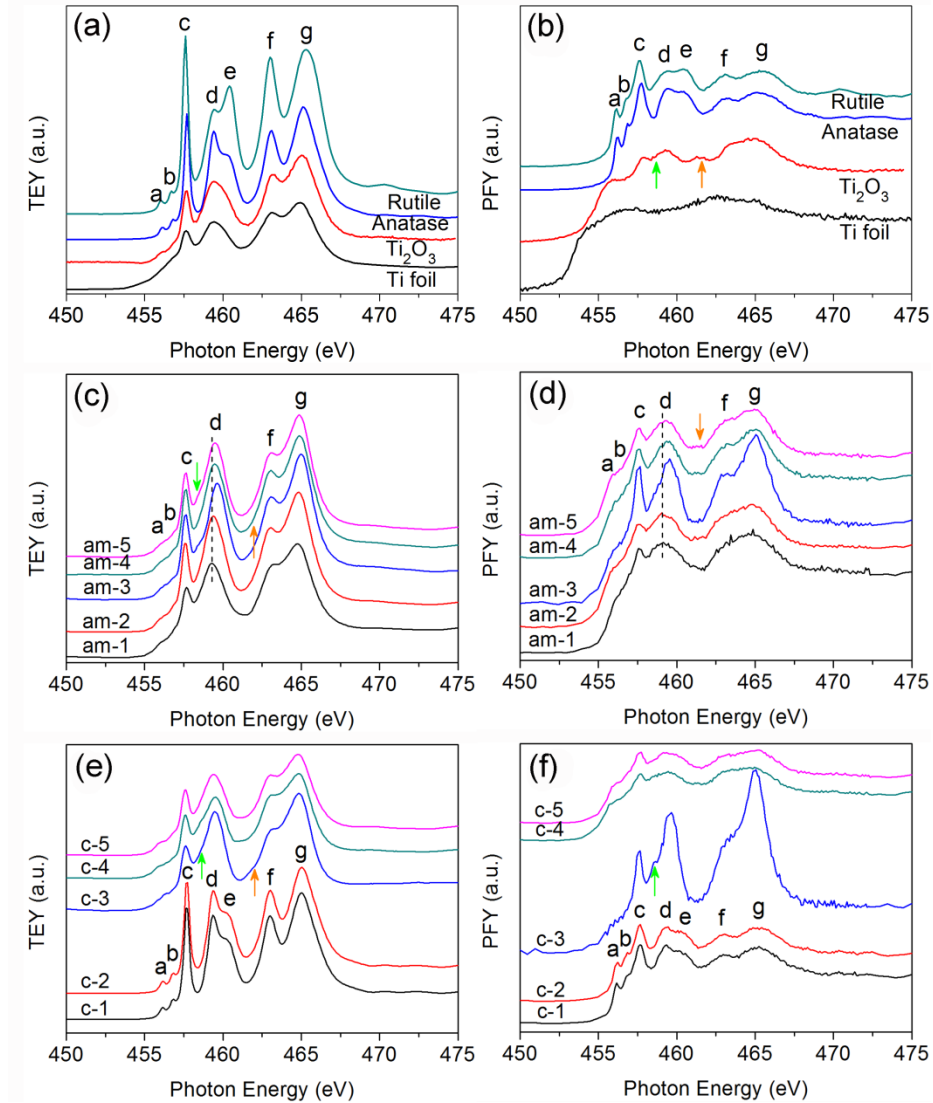 (a)
c
f
g
e
d
b
a
Rutile
Anatase
Ti2O3
Ti foil
TEY (a.u.)
450 455 460 465 470 475
Photon Energy (eV)
(b)
c
d e
f g
b
a
Rutile
Anatase
Ti2O3
Ti foil
PFY (a.u.)
450 455 460 465 470 475
Photon Energy (eV)
(c)
g
d
c
f
b
a
am-5
am-4
am-3
am-2
am-1
TEY (a.u.)
450 455 460 465 470 475
Photon Energy (eV)
(d)
g
c
d
f
a b
am-5
am-4
am-3
am-2
am-1
PFY (a.u.)
450 455 460 465 470 475
Photon Energy (eV)
(e)
c-5
c-4
c-3
c d
e
f
g
b
a
c-2
c-1
TEY (a.u.)
450 455 460 465 470 475
Photon Energy (eV)
(f)
c-5
c-4
c-3
c
d e
f g
b
a
c-2
c-1
PFY (a.u.)
450 455 460 465 470 475
Photon Energy (eV)